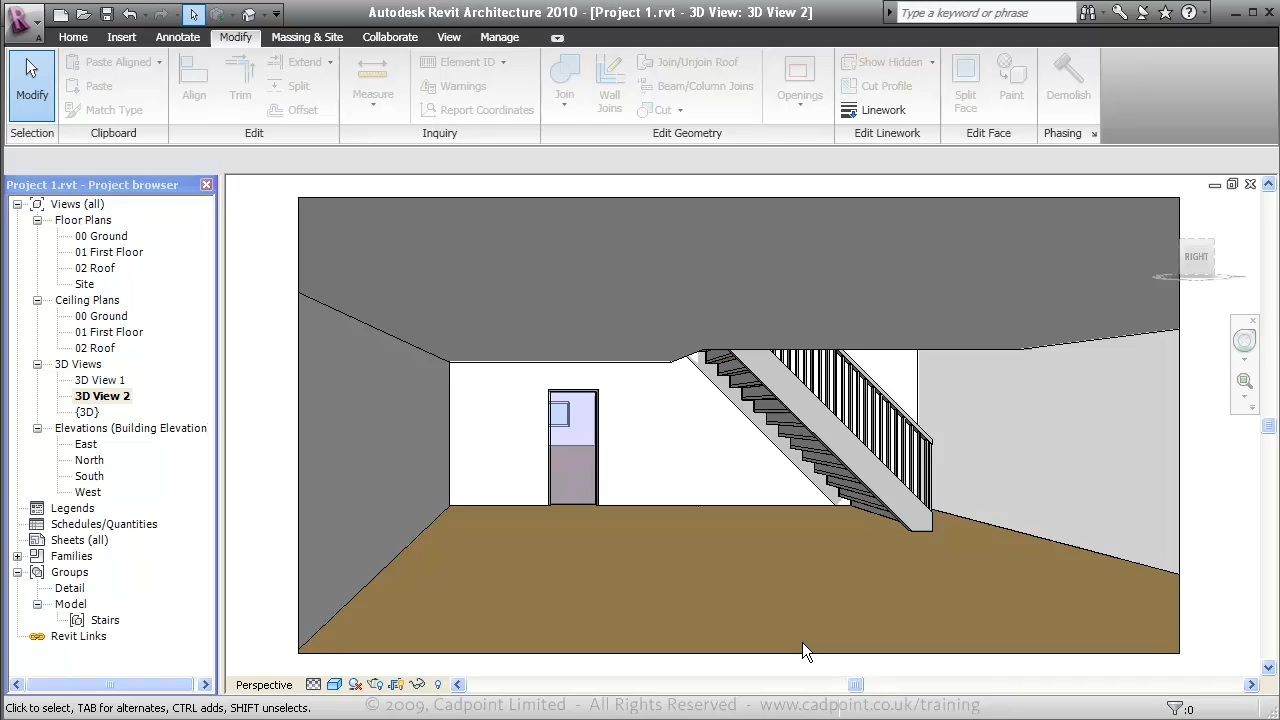 Autodesk Revit Architecture 2010 - [Project 1.rvt - 3D View: 3D View 2]
Type a keyword or phrase
Home Insert Annotate Modify Massing & Site Collaborate View Manage
Modify
Paste Aligned
Paste
Match Type
Align
Trim
Extend
Split
Offset
Measure
Element ID
Warnings
Report Coordinates
Join
Wall Joins
Join/Unjoin Roof
Beam/Column Joins
Cut
Openings
Show Hidden
Cut Profile
Linework
Split Face
Paint
Demolish
Selection Clipboard Edit Inquiry Edit Geometry Edit Linework Edit Face Phasing
Project 1.rvt - Project browser
Views (all)
Floor Plans
00 Ground
01 First Floor
02 Roof
Site
Ceiling Plans
00 Ground
01 First Floor
02 Roof
3D Views
3D View 1
3D View 2
{3D}
Elevations (Building Elevation
East
North
South
West
Legends
Schedules/Quantities
Sheets (all)
Families
Groups
Detail
Model
Stairs
Revit Links
RIGHT
Perspective
Click to select, TAB for alternates, CTRL adds, SHIFT unselects.
© 2009, Cadpoint Limited - All Rights Reserved - www.cadpoint.co.uk/training
:0